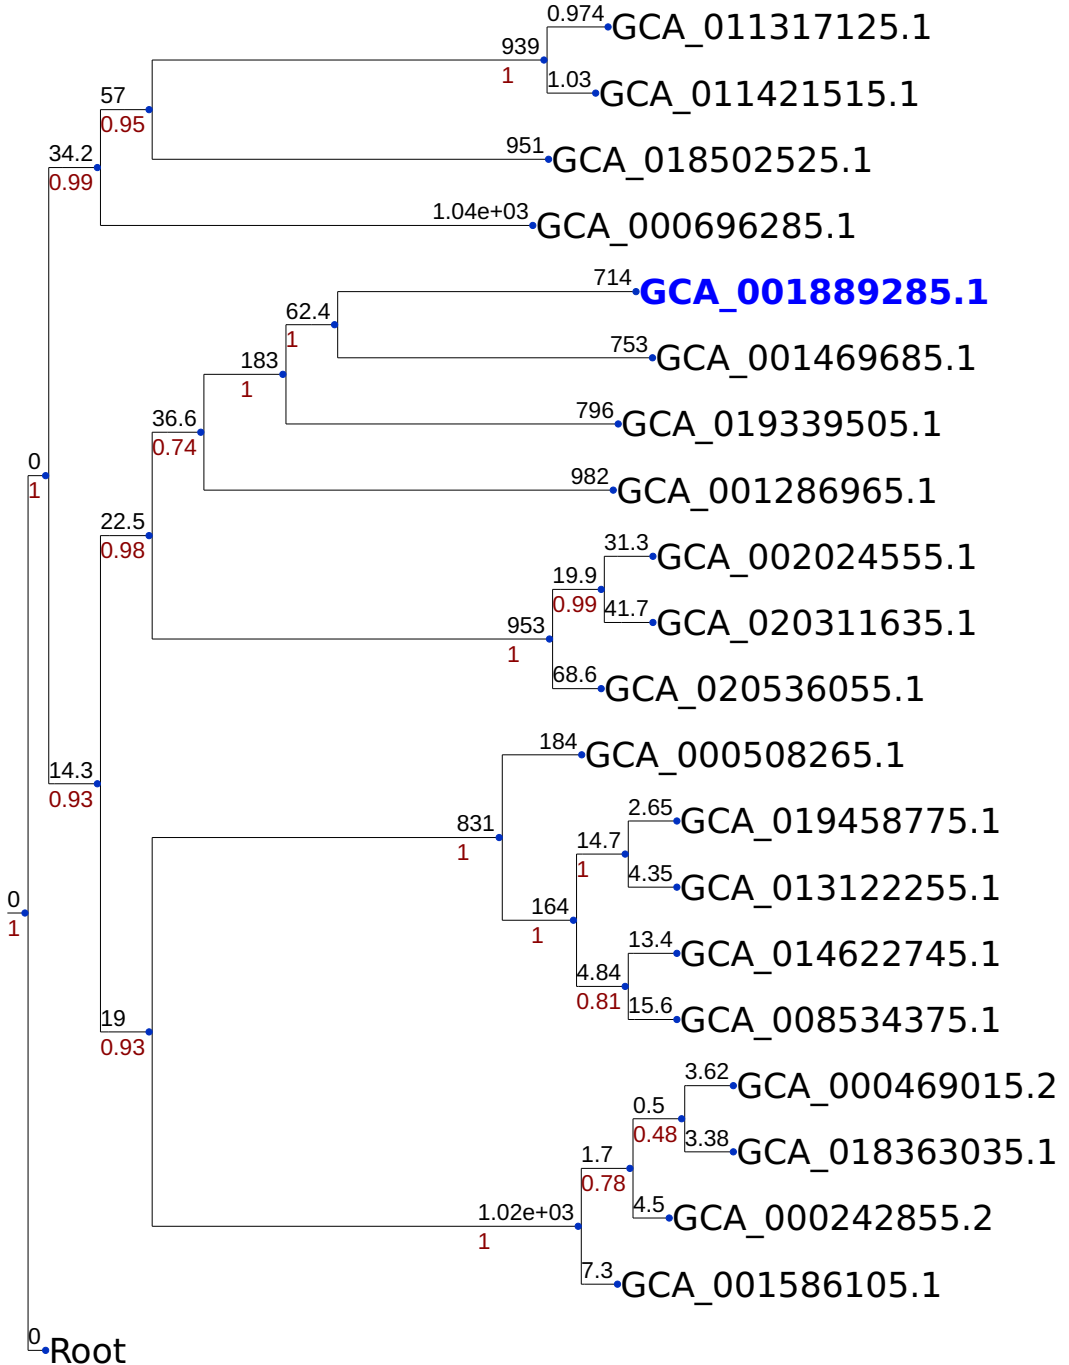 0.974
GCA_011317125.1
939
1
1.03
GCA_011421515.1
57
0.95
951
GCA_018502525.1
34.2
0.99
1.04e+03
GCA_000696285.1
714
GCA_001889285.1
62.4
1
753
GCA_001469685.1
183
1
796
GCA_019339505.1
36.6
0.74
982
GCA_001286965.1
0
1
22.5
0.98
31.3
GCA_002024555.1
19.9
0.99
41.7
GCA_020311635.1
953
1
68.6
GCA_020536055.1
184
GCA_000508265.1
14.3
0.93
2.65
GCA_019458775.1
831
1
14.7
1
4.35
GCA_013122255.1
164
1
0
1
13.4
GCA_014622745.1
4.84
0.81
15.6
GCA_008534375.1
19
0.93
3.62
GCA_000469015.2
0.5
0.48
3.38
GCA_018363035.1
1.7
0.78
4.5
GCA_000242855.2
1.02e+03
1
7.3
GCA_001586105.1
0
Root